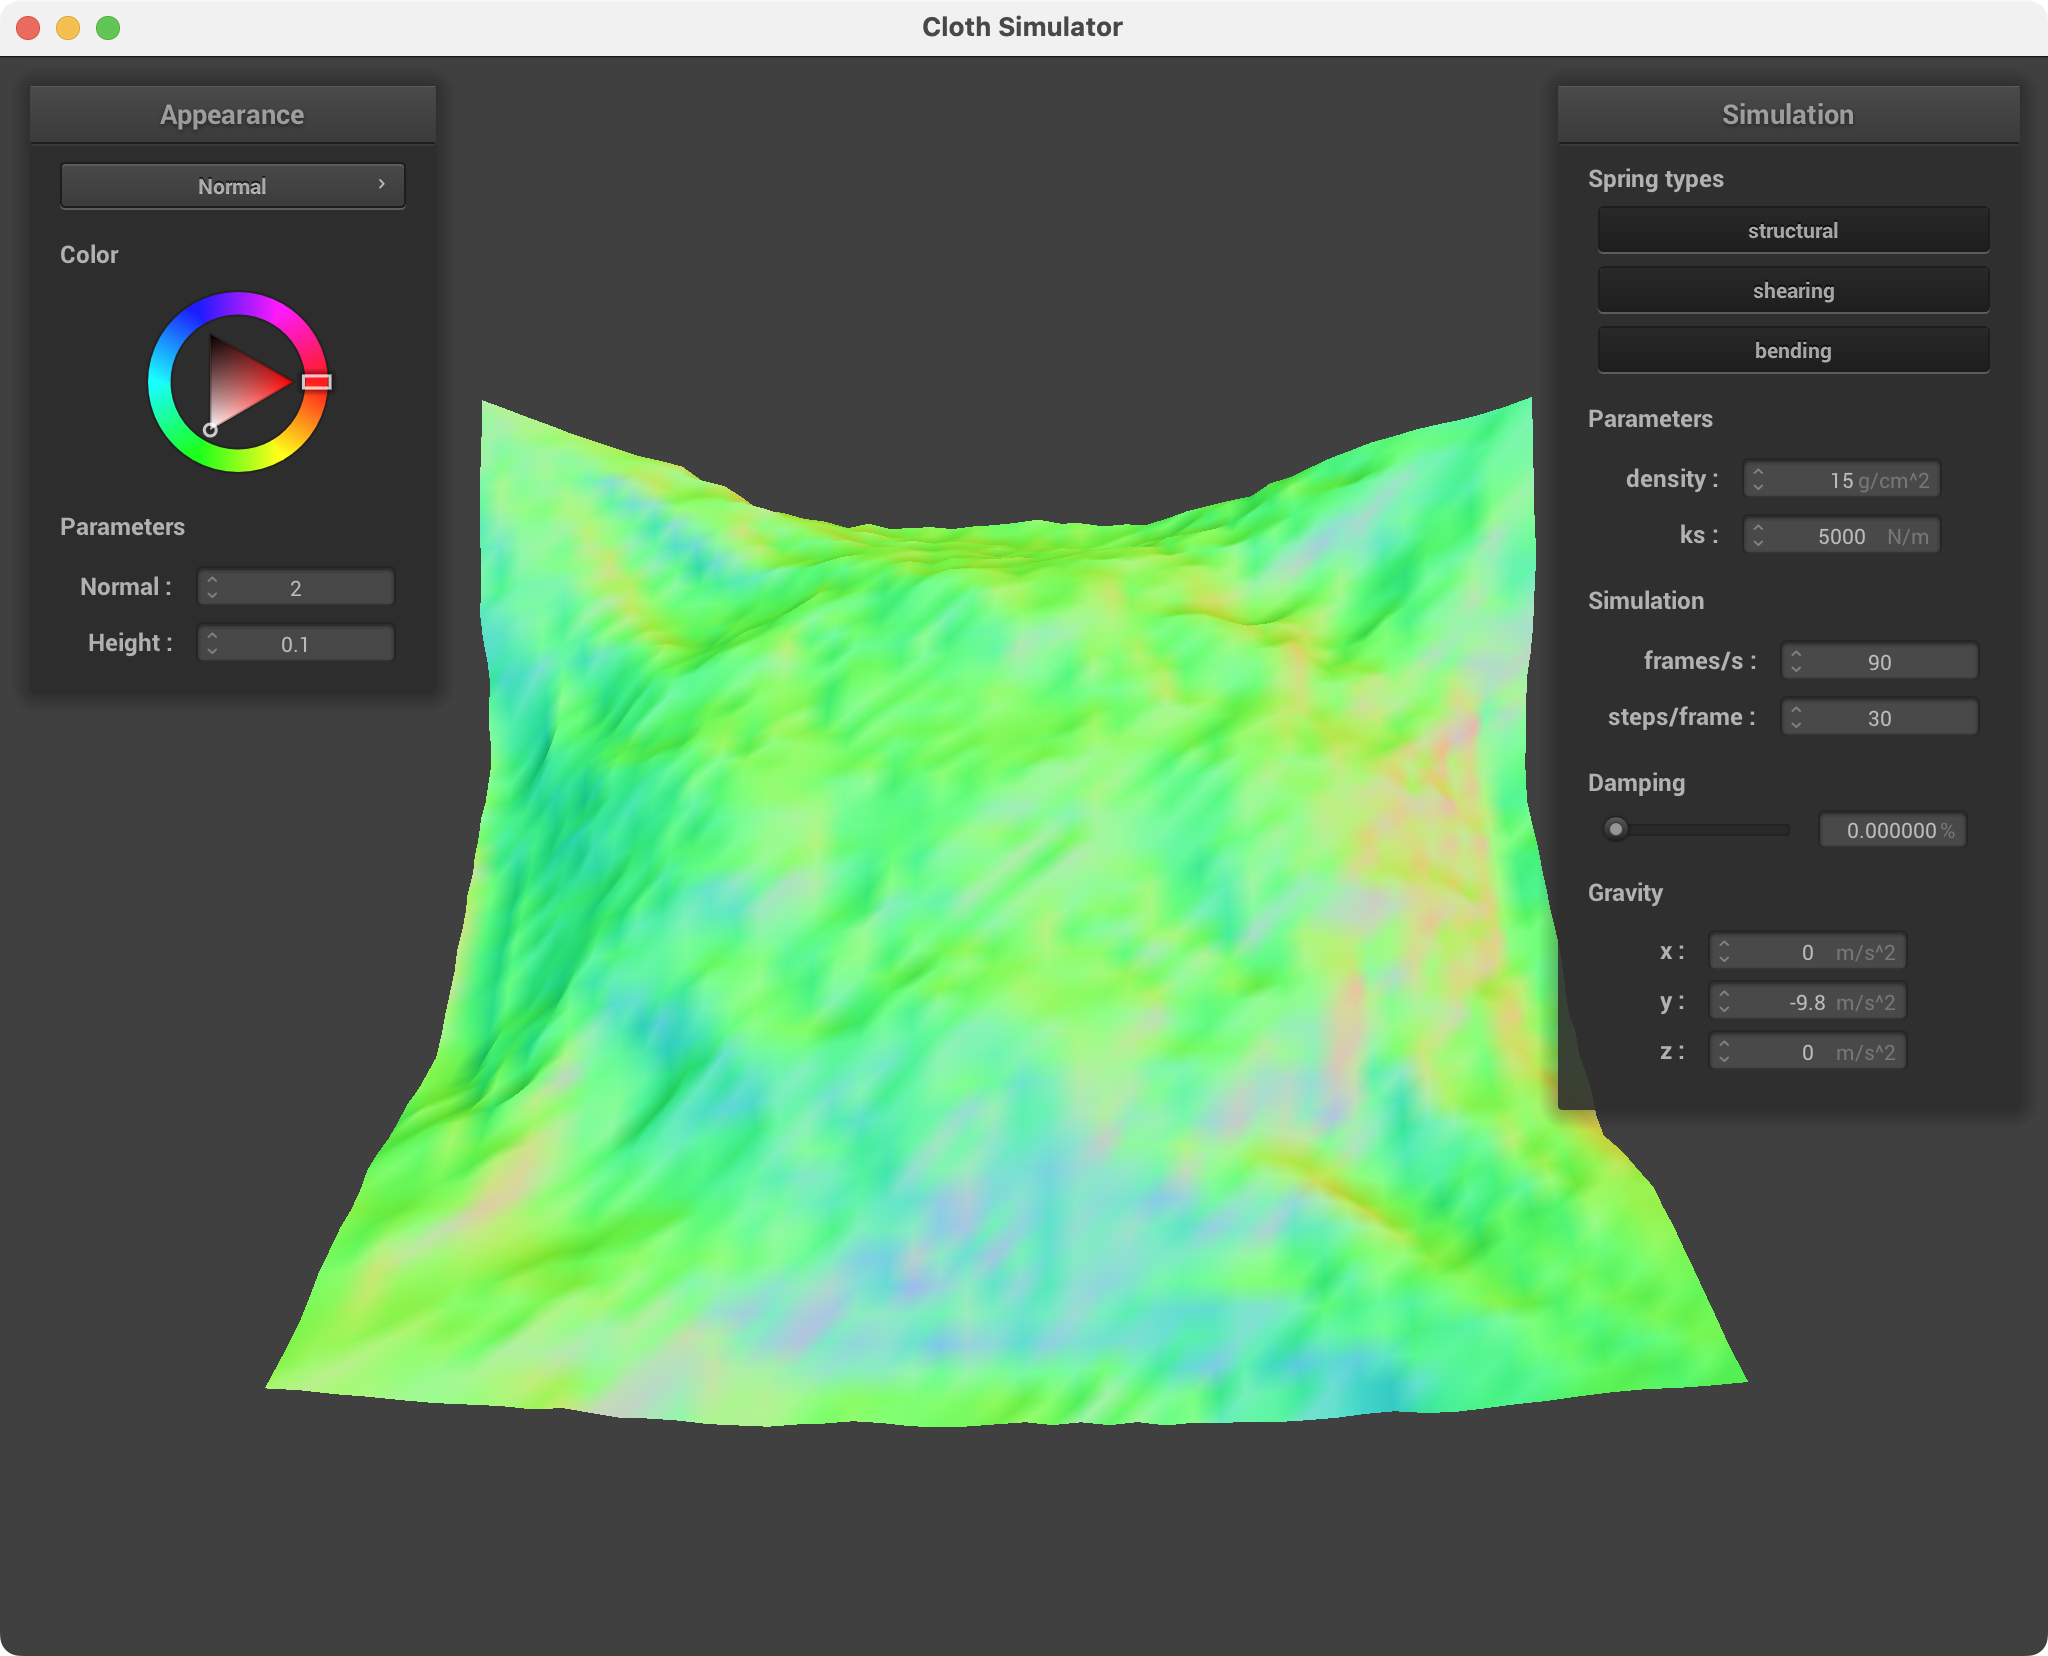 Cloth Simulator
Appearance
Normal
Color
Parameters
Normal : 2
Height : 0.1
Simulation
Spring types
structural
shearing
bending
Parameters
density : 15 g/cm^2
ks : 5000 N/m
Simulation
frames/s : 90
steps/frame : 30
Damping
0.000000 %
Gravity
x : 0 m/s^2
y : -9.8 m/s^2
z : 0 m/s^2